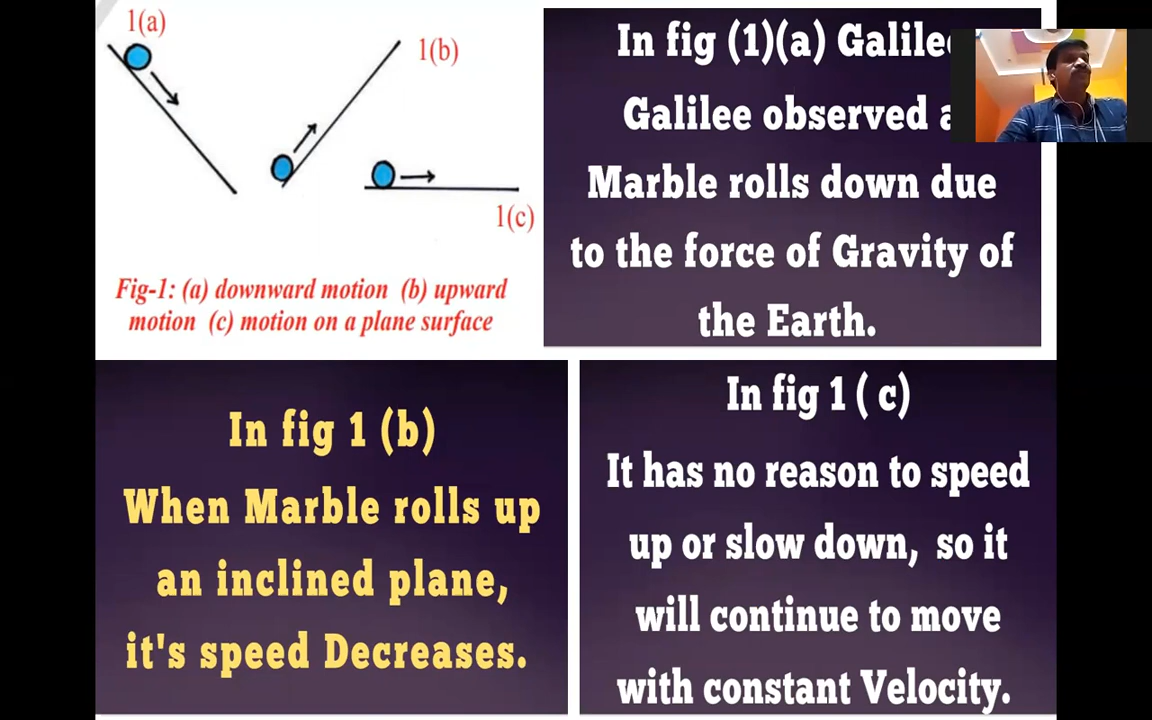 1(a)
1(b)
1(c)
Fig-1: (a) downward motion (b) upward
motion (c) motion on a plane surface
In fig (1)(a)
Galilee observed
Marble rolls down due
to the force of Gravity of
the Earth.
In fig 1 (b)
When Marble rolls up
an inclined plane,
it's speed Decreases.
In fig 1 ( c)
It has no reason to speed
up or slow down, so it
will continue to move
with constant Velocity.